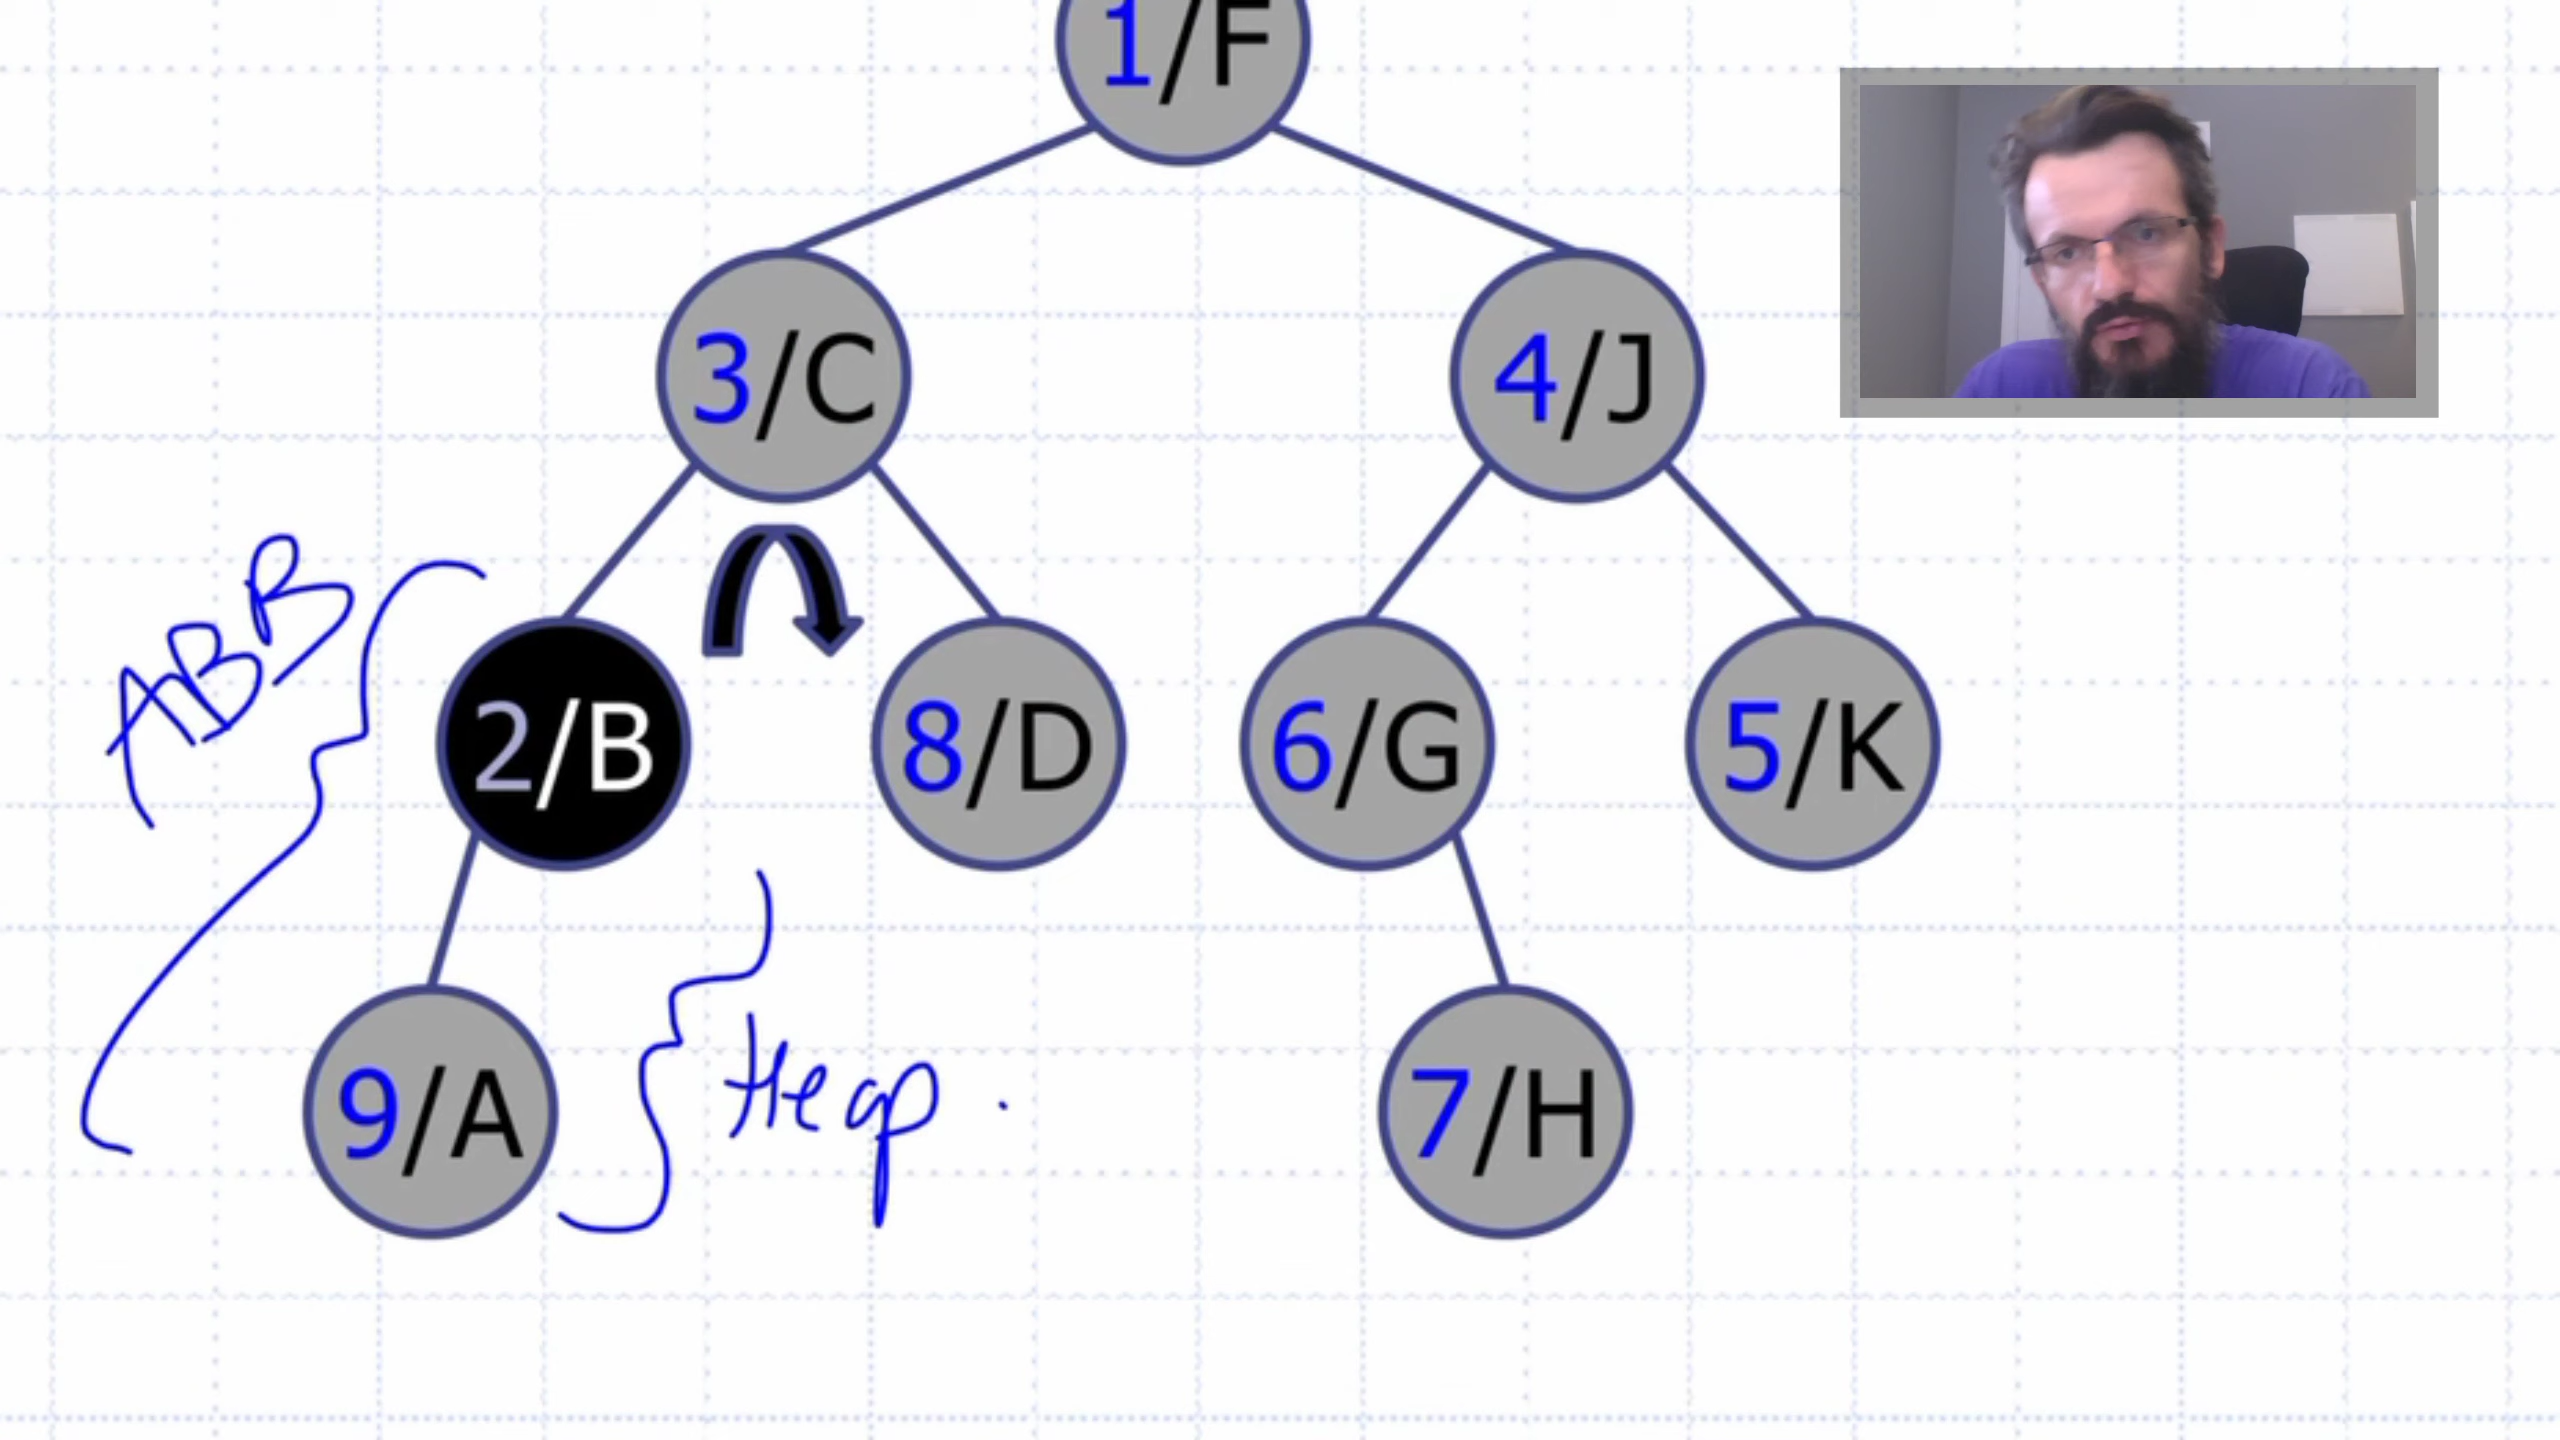 1/F
3/C
4/J
ABB
2/B
8/D
6/G
5/K
9/A
Heap.
7/H